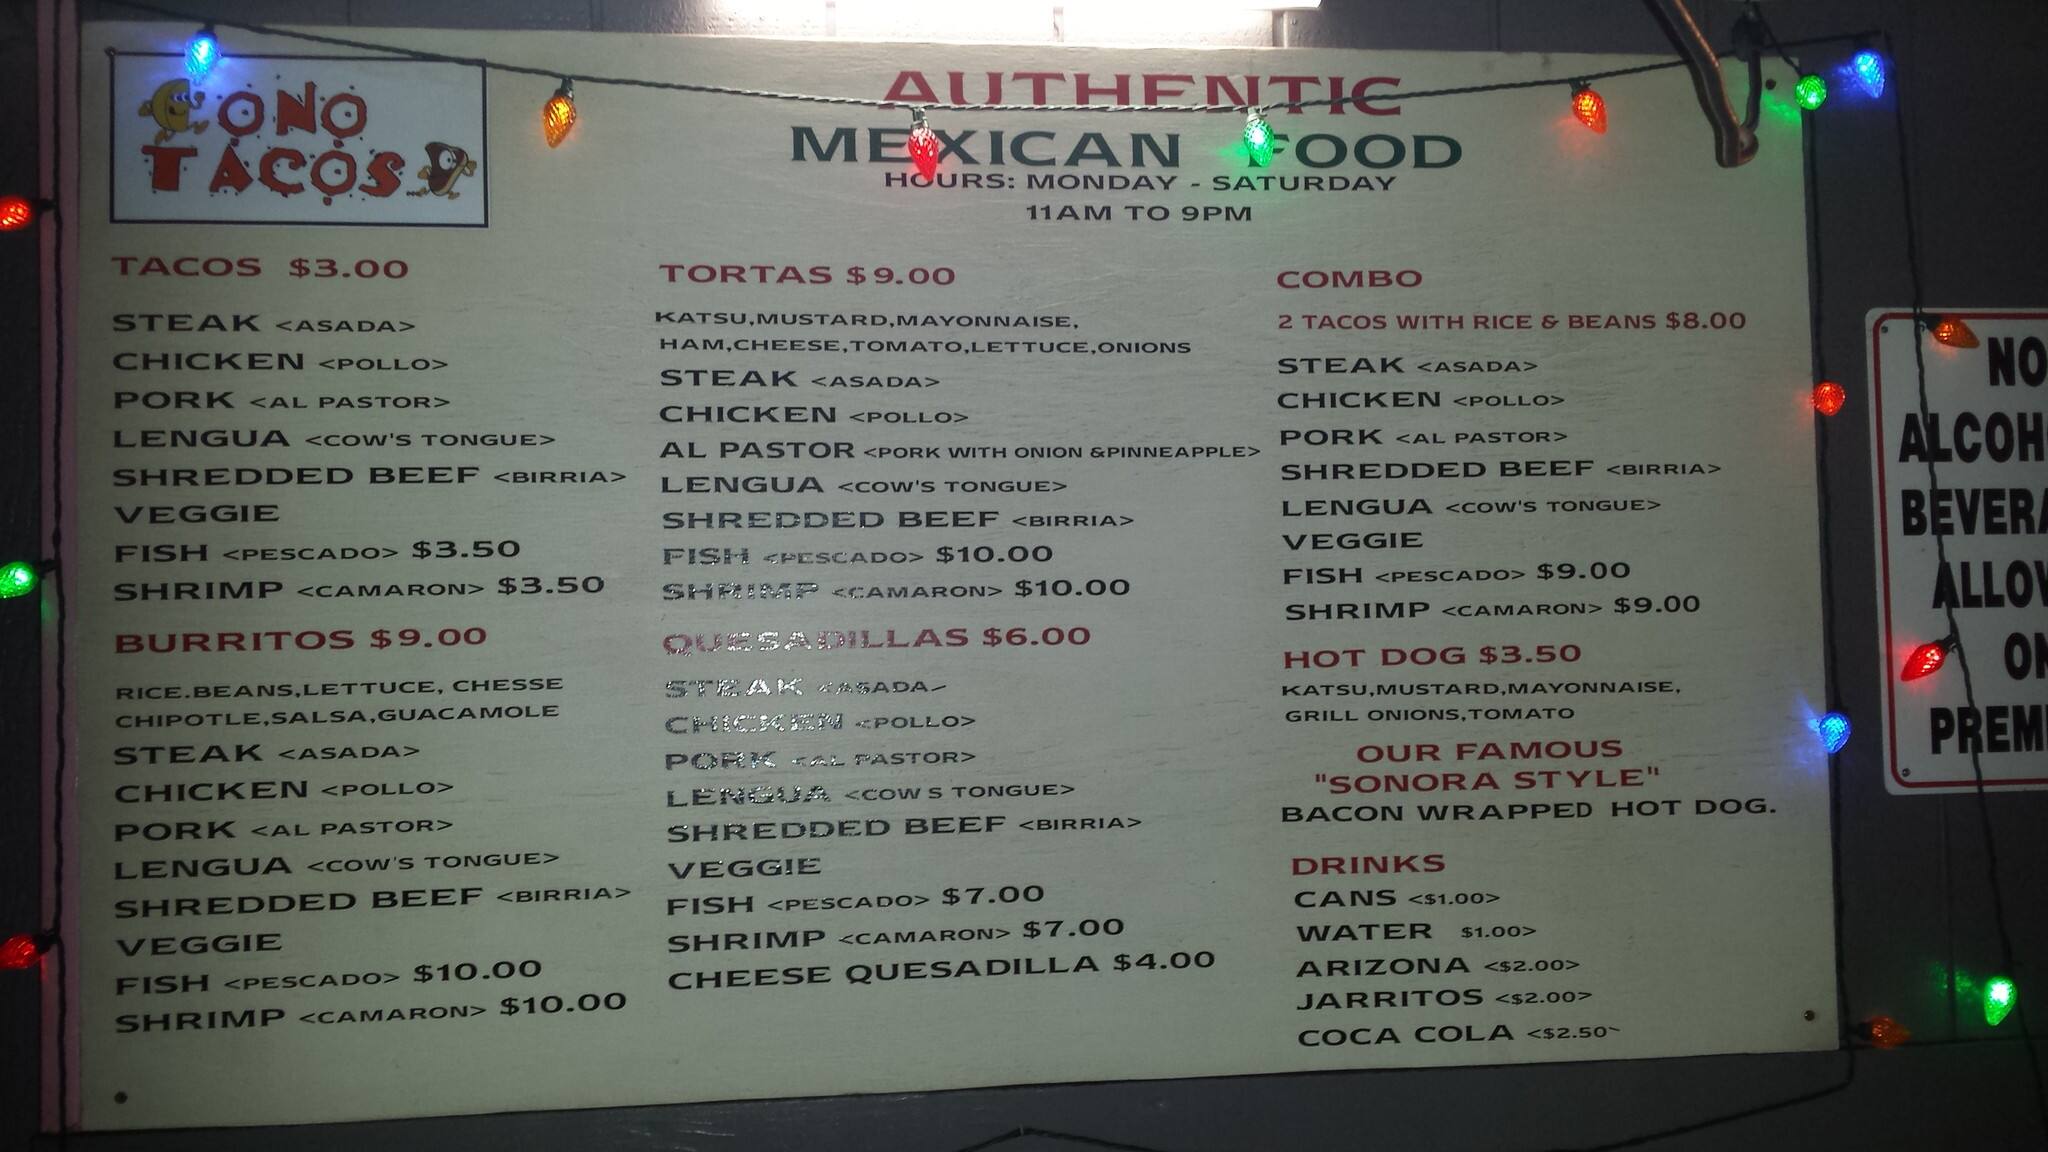 ONO
TACOS
AUTHENTIC
MEXICAN FOOD
HOURS: MONDAY - SATURDAY
11AM TO 9PM
TACOS $3.00
STEAK <ASADA>
CHICKEN <POLLO>
PORK <AL PASTOR>
LENGUA <COW'S TONGUE>
SHREDDED BEEF <BIRRIA>
VEGGIE
FISH <PESCADO> $3.50
SHRIMP <CAMARON> $3.50
BURRITOS $9.00
RICE.BEANS,LETTUCE, CHESSE
CHIPOTLE,SALSA,GUACAMOLE
STEAK <ASADA>
CHICKEN <POLLO>
PORK <AL PASTOR>
LENGUA <COW'S TONGUE>
SHREDDED BEEF <BIRRIA>
VEGGIE
FISH <PESCADO> $10.00
SHRIMP <CAMARON> $10.00
TORTAS $9.00
KATSU,MUSTARD,MAYONNAISE,
HAM,CHEESE,TOMATO,LETTUCE,ONIONS
STEAK <ASADA>
CHICKEN <POLLO>
AL PASTOR <PORK WITH ONION &PINNEAPPLE>
LENGUA <COW'S TONGUE>
SHREDDED BEEF <BIRRIA>
FISH <PESCADO> $10.00
SHRIMP <CAMARON> $10.00
QUESADILLAS $6.00
STEAK <ASADA>
CHICKEN <POLLO>
PORK <AL PASTOR>
LENGUA <COW S TONGUE>
SHREDDED BEEF <BIRRIA>
VEGGIE
FISH <PESCADO> $7.00
SHRIMP <CAMARON> $7.00
CHEESE QUESADILLA $4.00
COMBO
2 TACOS WITH RICE & BEANS $8.00
STEAK <ASADA>
CHICKEN <POLLO>
PORK <AL PASTOR>
SHREDDED BEEF <BIRRIA>
LENGUA <COW'S TONGUE>
VEGGIE
FISH <PESCADO> $9.00
SHRIMP <CAMARON> $9.00
HOT DOG $3.50
KATSU,MUSTARD,MAYONNAISE,
GRILL ONIONS,TOMATO
OUR FAMOUS
"SONORA STYLE"
BACON WRAPPED HOT DOG.
DRINKS
CANS <$1.00>
WATER $1.00>
ARIZONA <$2.00>
JARRITOS <$2.00>
COCA COLA <$2.50>
NO
ALCOH
BEVERA
ALLOW
ON
PREMI